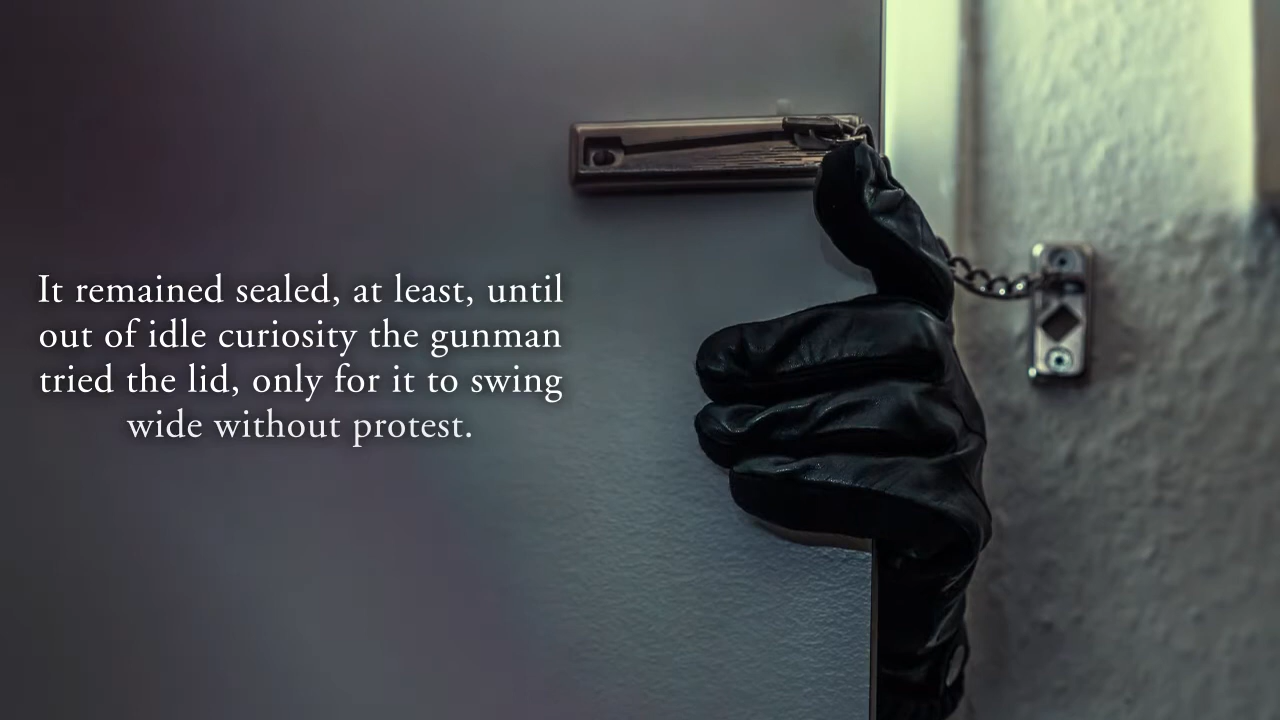 It remained sealed, at least, until
out of idle curiosity the gunman
tried the lid, only for it to swing
wide without protest.